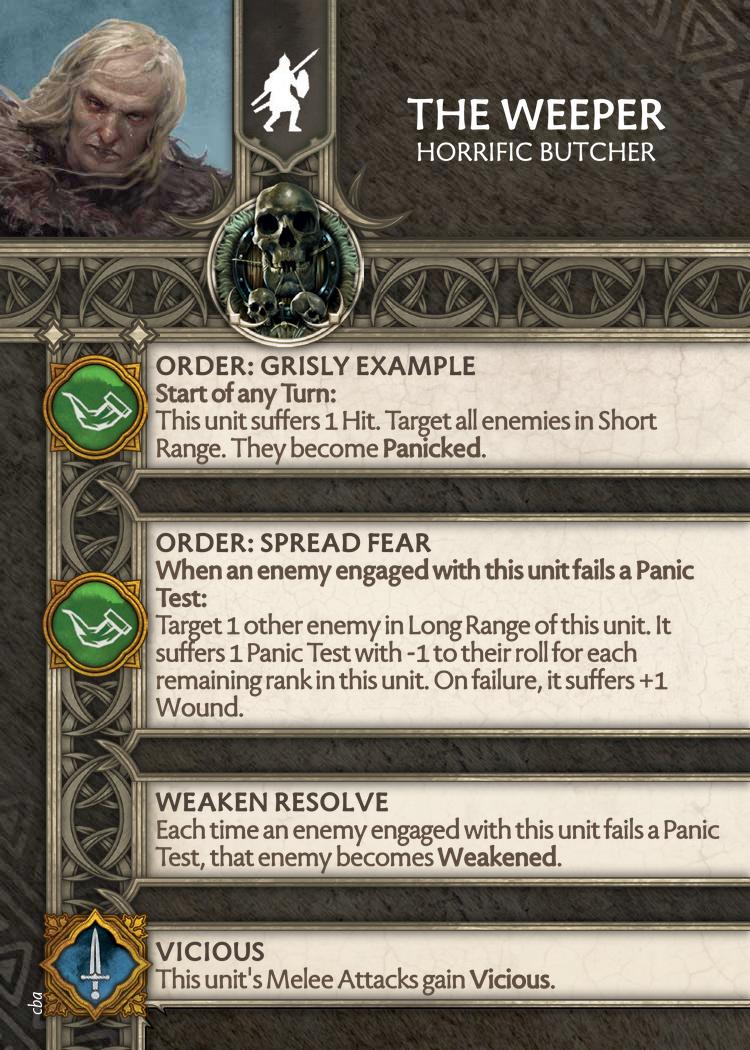 THE WEEPER
HORRIFIC BUTCHER
ORDER: GRISLY EXAMPLE
Start of any Turn:
This unit suffers 1 Hit. Target all enemies in Short
Range. They become Panicked.
ORDER: SPREAD FEAR
When an enemy engaged with this unit fails a Panic
Test:
Target 1 other enemy in Long Range of this unit. It
suffers 1 Panic Test with -1 to their roll for each
remaining rank in this unit. On failure, it suffers +1
Wound.
WEAKEN RESOLVE
Each time an enemy engaged with this unit fails a Panic
Test, that enemy becomes Weakened.
VICIOUS
This unit's Melee Attacks gain Vicious.
cba